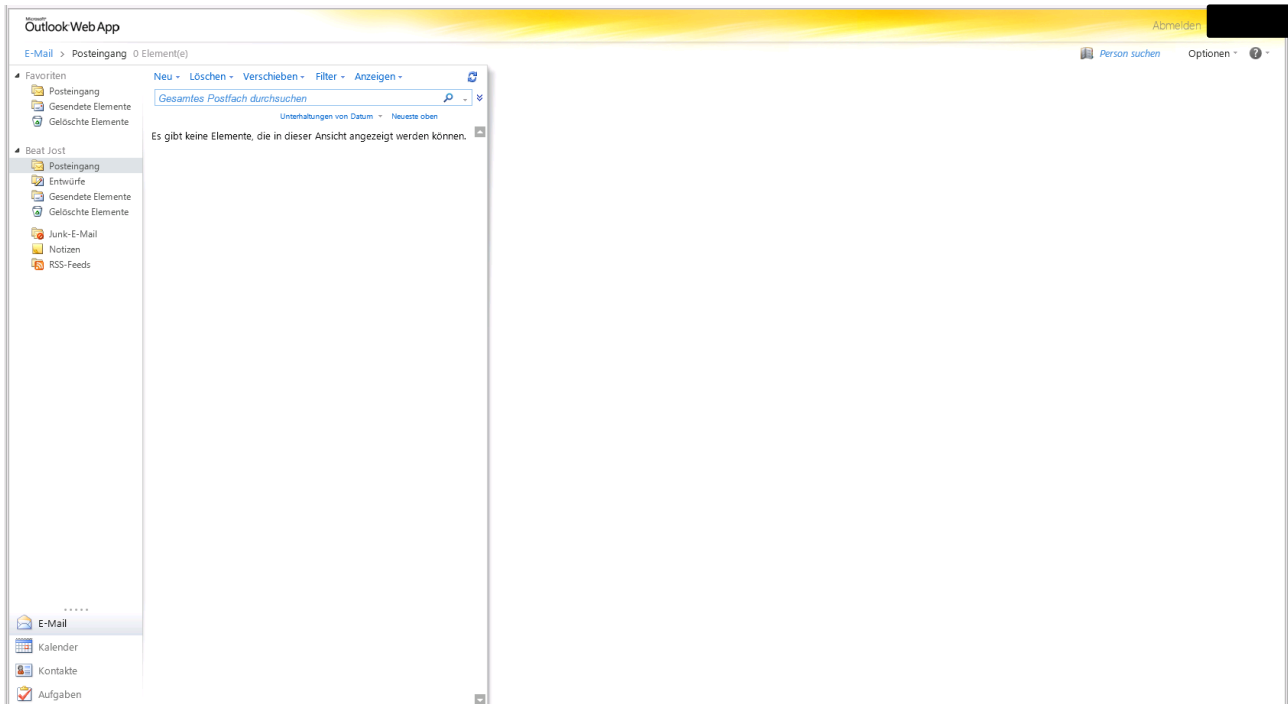 Microsoft
Outlook Web App
Abmelden
E-Mail > Posteingang 0 Element(e)
Person suchen
Optionen
Favoriten
Posteingang
Gesendete Elemente
Gelöschte Elemente
Beat Jost
Posteingang
Entwürfe
Gesendete Elemente
Gelöschte Elemente
Junk-E-Mail
Notizen
RSS-Feeds
Neu Löschen Verschieben Filter Anzeigen
Gesamtes Postfach durchsuchen
Unterhaltungen von Datum Neueste oben
Es gibt keine Elemente, die in dieser Ansicht angezeigt werden können.
E-Mail
Kalender
Kontakte
Aufgaben